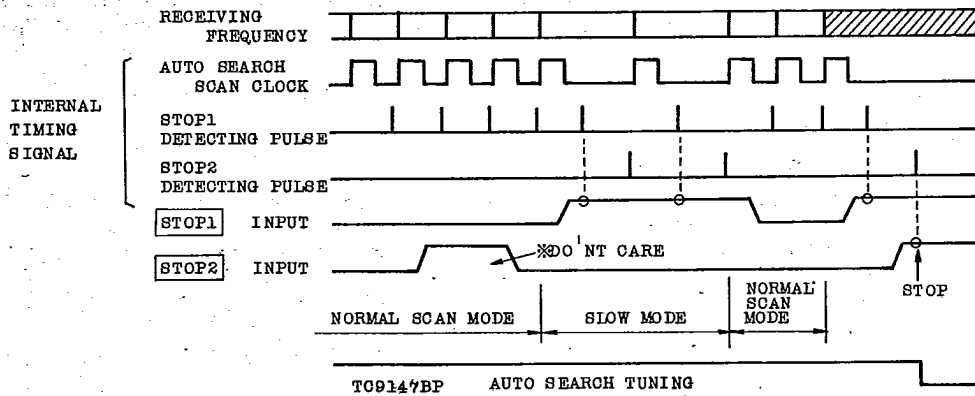 RECEIVING
FREQUENCY
AUTO SEARCH
SCAN CLOCK
INTERNAL
TIMING
SIGNAL
STOP1
DETECTING PULSE
STOP2
DETECTING PULSE
STOP1 INPUT
STOP2 INPUT
※DO'NT CARE
STOP
NORMAL SCAN MODE
SLOW MODE
NORMAL
SCAN
MODE
TC9147BP AUTO SEARCH TUNING